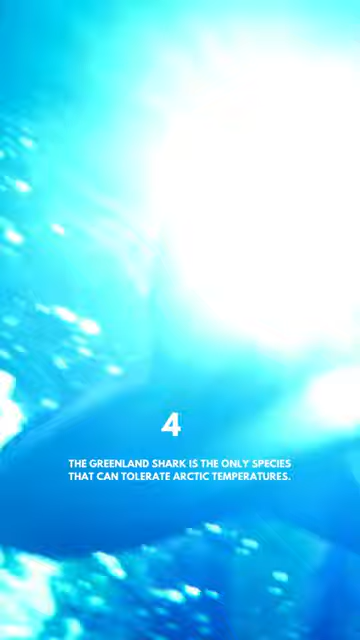 4
THE GREENLAND SHARK IS THE ONLY SPECIES
THAT CAN TOLERATE ARCTIC TEMPERATURES.